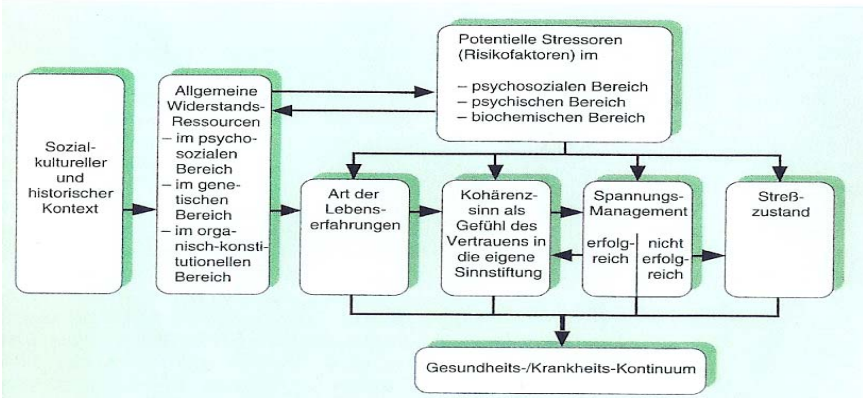 Sozial-
kultureller
und
historischer
Kontext
Allgemeine
Widerstands-
Ressourcen
– im psycho-
sozialen
Bereich
– im gene-
tischen
Bereich
– im orga-
nisch-konsti-
tutionellen
Bereich
Potentielle Stressoren
(Risikofaktoren) im
– psychosozialen Bereich
– psychischen Bereich
– biochemischen Bereich
Art der
Lebens-
erfahrungen
Kohärenz-
sinn als
Gefühl des
Vertrauens in
die eigene
Sinnstiftung
Spannungs-
Management
erfolg-
reich
nicht
erfolg-
reich
Streß-
zustand
Gesundheits-/Krankheits-Kontinuum